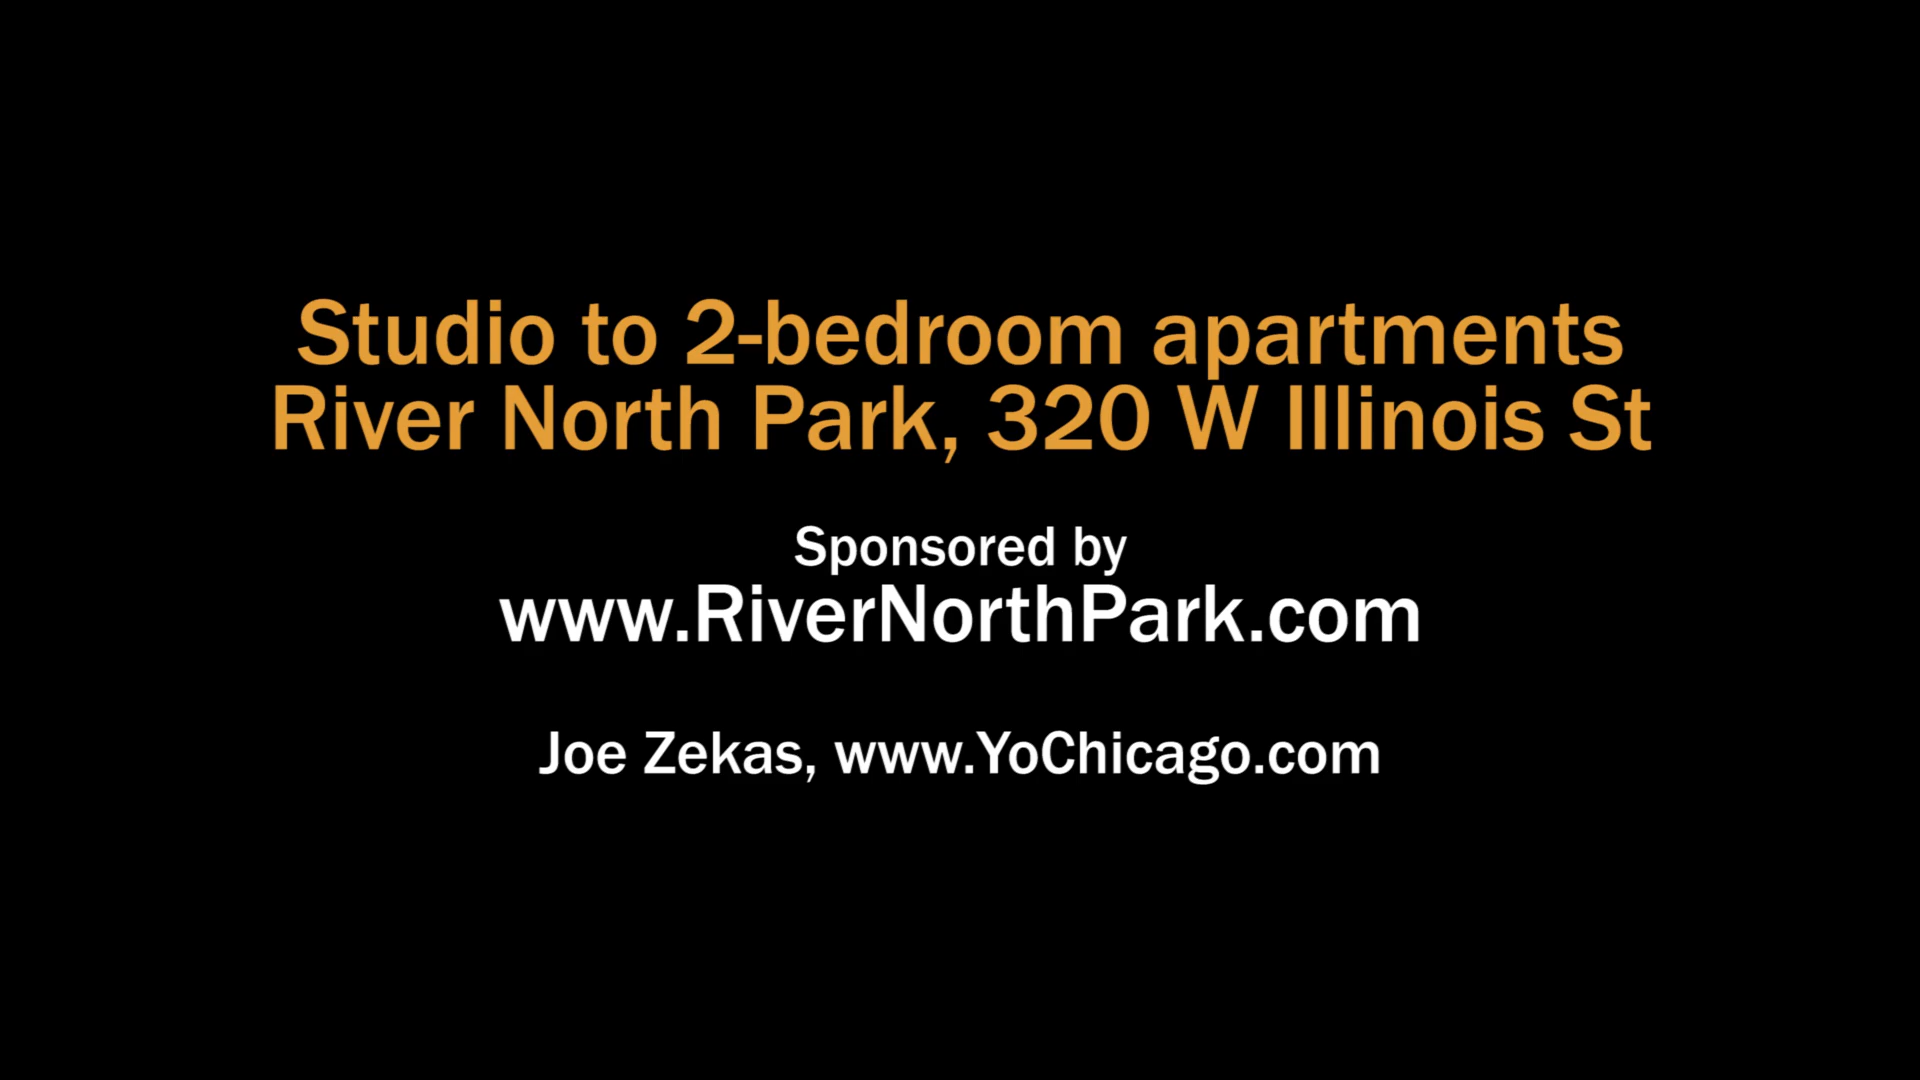 Studio to 2-bedroom apartments
River North Park, 320 W Illinois St
Sponsored by
www.RiverNorthPark.com
Joe Zekas, www.YoChicago.com